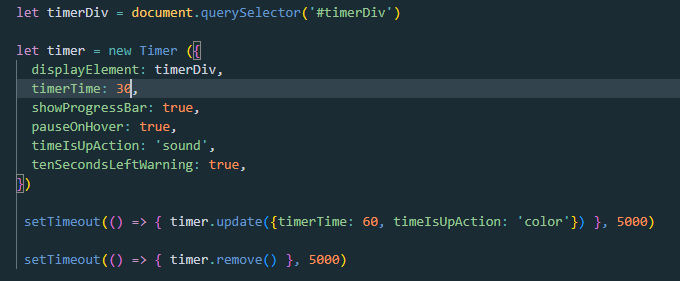 let timerDiv = document.querySelector('#timerDiv')
let timer = new Timer ({
displayElement: timerDiv,
timerTime: 30,
showProgressBar: true,
pauseOnHover: true,
timeIsUpAction: 'sound',
tenSecondsLeftWarning: true,
})
setTimeout(() => { timer.update({timerTime: 60, timeIsUpAction: 'color'}) }, 5000)
setTimeout(() => { timer.remove() }, 5000)